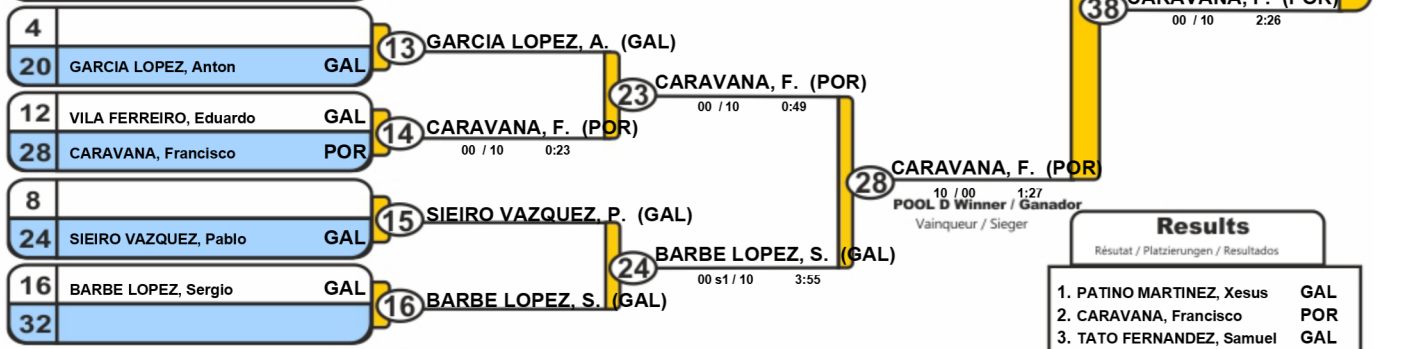 CARAVANA, F. (POR)
38
00 / 10 2:26
4
20 GARCIA LOPEZ, Anton GAL
13 GARCIA LOPEZ, A. (GAL)
23 CARAVANA, F. (POR)
00 / 10 0:49
12 VILA FERREIRO, Eduardo GAL
28 CARAVANA, Francisco POR
14 CARAVANA, F. (POR)
00 / 10 0:23
28 CARAVANA, F. (POR)
10 / 00 1:27
POOL D Winner / Ganador
Vainqueur / Sieger
8
24 SIEIRO VAZQUEZ, Pablo GAL
15 SIEIRO VAZQUEZ, P. (GAL)
24 BARBE LOPEZ, S. (GAL)
00 s1 / 10 3:55
16 BARBE LOPEZ, Sergio GAL
32
16 BARBE LOPEZ, S. (GAL)
Results
Résutat / Platzierungen / Resultados
1. PATINO MARTINEZ, Xesus GAL
2. CARAVANA, Francisco POR
3. TATO FERNANDEZ, Samuel GAL